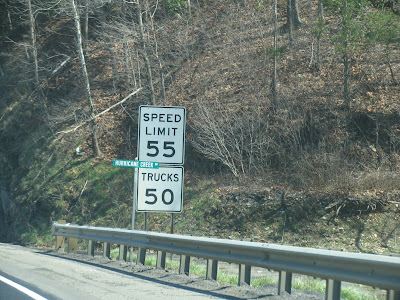 SPEED
LIMIT
55
HURRICANE CREEK
TRUCKS
50